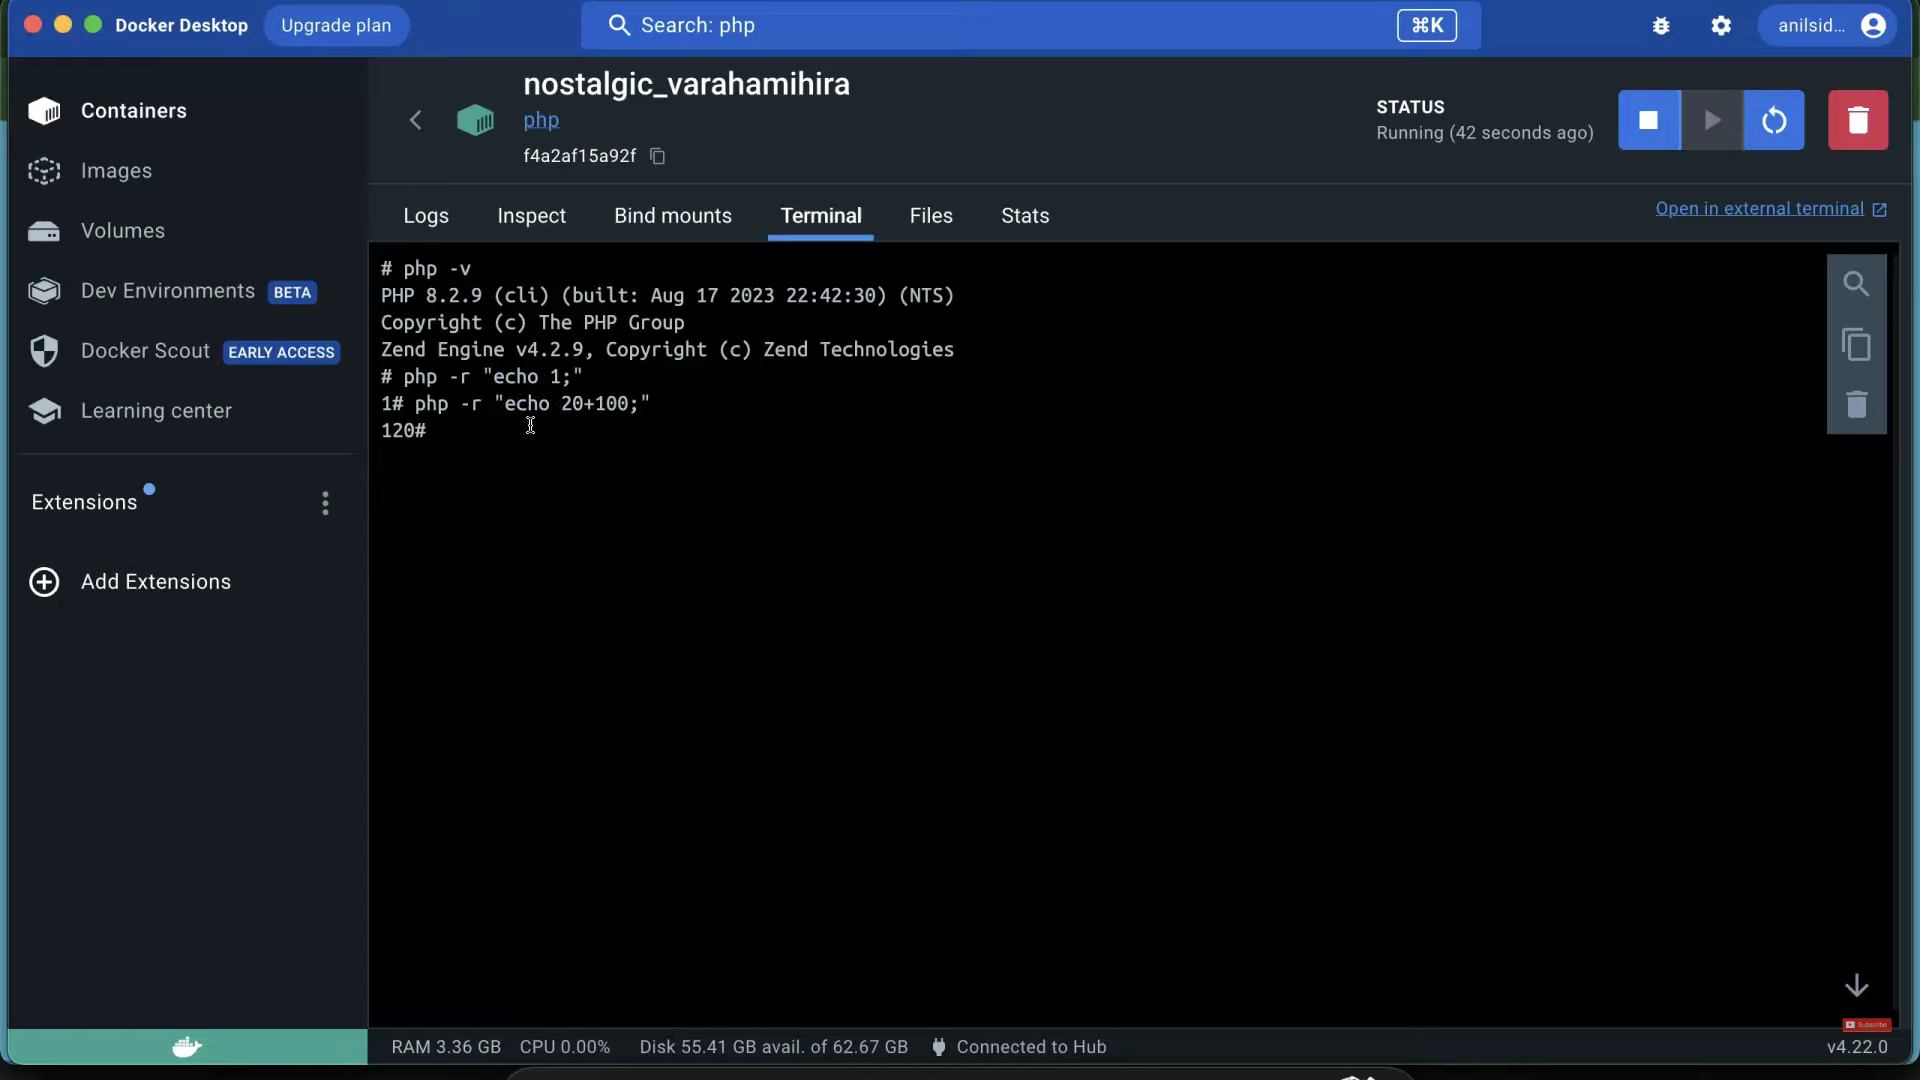 Docker Desktop Upgrade plan Search: php ⌘K anilsid...
Containers
Images
Volumes
Dev Environments BETA
Docker Scout EARLY ACCESS
Learning center
Extensions
Add Extensions
nostalgic_varahamihira
php
f4a2af15a92f
STATUS
Running (42 seconds ago)
Logs Inspect Bind mounts Terminal Files Stats
Open in external terminal
# php -v
PHP 8.2.9 (cli) (built: Aug 17 2023 22:42:30) (NTS)
Copyright (c) The PHP Group
Zend Engine v4.2.9, Copyright (c) Zend Technologies
# php -r "echo 1;"
1# php -r "echo 20+100;"
120#
Subscribe
RAM 3.36 GB CPU 0.00% Disk 55.41 GB avail. of 62.67 GB Connected to Hub v4.22.0